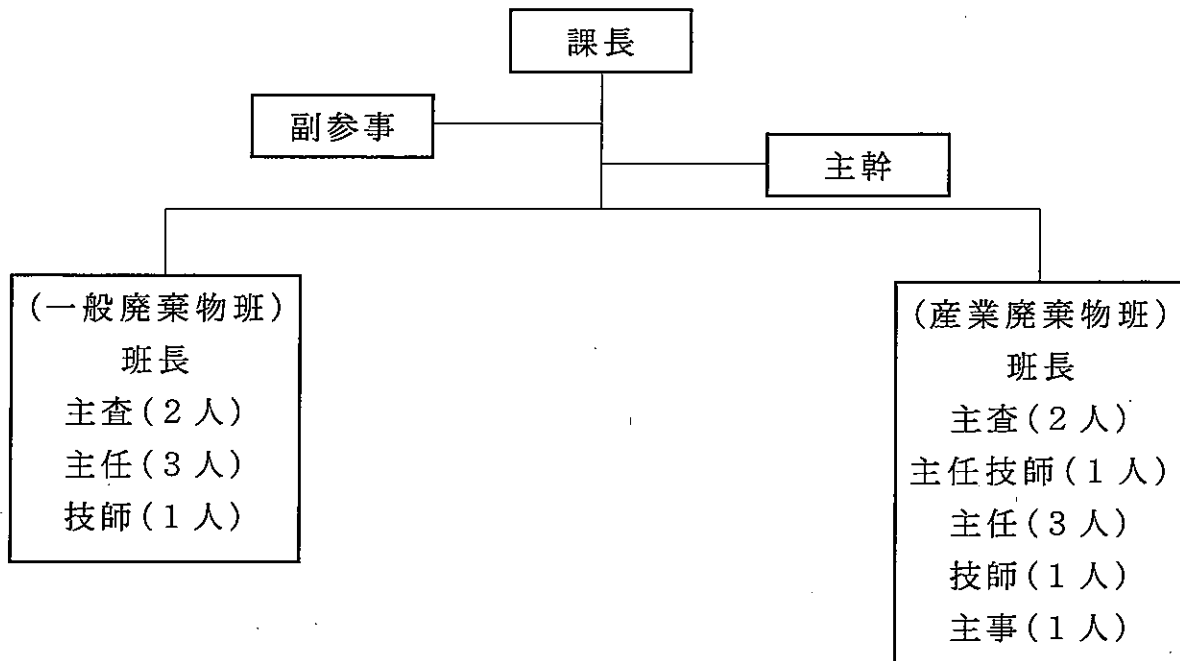 課長
副参事
主幹
(一般廃棄物班)
班長
主査(2人)
主任(3人)
技師(1人)
(産業廃棄物班)
班長
主査(2人)
主任技師(1人)
主任(3人)
技師(1人)
主事(1人)